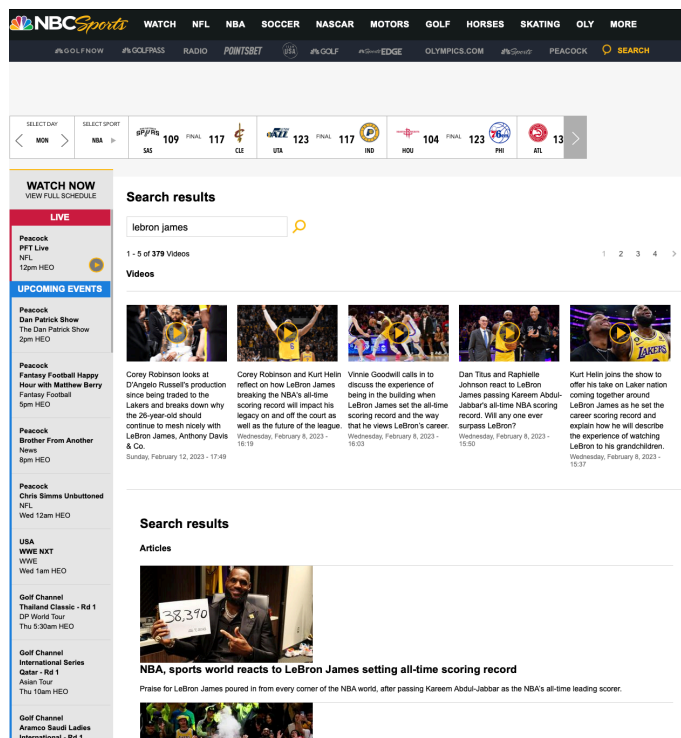 NBC Sports
WATCH NFL NBA SOCCER NASCAR MOTORS GOLF HORSES SKATING OLY MORE
GOLFNOW GOLFPASS RADIO POINTSBET USA GOLF Sports EDGE OLYMPICS.COM Sports PEACOCK SEARCH
SELECT DAY SELECT SPORT
MON NBA
SPURS 109 FINAL 117
SAS CLE
JAZZ 123 FINAL 117
UTA IND
104 FINAL 123
HOU PHI
13
ATL
WATCH NOW
VIEW FULL SCHEDULE
LIVE
Peacock
PFT Live
NFL
12pm HEO
UPCOMING EVENTS
Peacock
Dan Patrick Show
The Dan Patrick Show
2pm HEO
Peacock
Fantasy Football Happy
Hour with Matthew Berry
Fantasy Football
5pm HEO
Peacock
Brother From Another
News
8pm HEO
Peacock
Chris Simms Unbuttoned
NFL
Wed 12am HEO
USA
WWE NXT
WWE
Wed 1am HEO
Golf Channel
Thailand Classic - Rd 1
DP World Tour
Thu 5:30am HEO
Golf Channel
International Series
Qatar - Rd 1
Asian Tour
Thu 10am HEO
Golf Channel
Aramco Saudi Ladies
International - Rd 1
Search results
lebron james
1 - 5 of 379 Videos
1 2 3 4 >
Videos
Corey Robinson looks at
D'Angelo Russell's production
since being traded to the
Lakers and breaks down why
the 26-year-old should
continue to mesh nicely with
LeBron James, Anthony Davis
& Co.
Sunday, February 12, 2023 - 17:49
Corey Robinson and Kurt Helin
reflect on how LeBron James
breaking the NBA's all-time
scoring record will impact his
legacy on and off the court as
well as the future of the league.
Wednesday, February 8, 2023 -
16:19
Vinnie Goodwill calls in to
discuss the experience of
being in the building when
LeBron James set the all-time
scoring record and the way
that he views LeBron's career.
Wednesday, February 8, 2023 -
16:03
Dan Titus and Raphielle
Johnson react to LeBron
James passing Kareem Abdul-
Jabbar's all-time NBA scoring
record. Will any one ever
surpass LeBron?
Wednesday, February 8, 2023 -
15:50
LAKERS
Kurt Helin joins the show to
offer his take on Laker nation
coming together around
LeBron James as he set the
career scoring record and
explain how he will describe
the experience of watching
LeBron to his grandchildren.
Wednesday, February 8, 2023 -
15:37
Search results
Articles
38,390
NBA, sports world reacts to LeBron James setting all-time scoring record
Praise for LeBron James poured in from every corner of the NBA world, after passing Kareem Abdul-Jabbar as the NBA's all-time leading scorer.